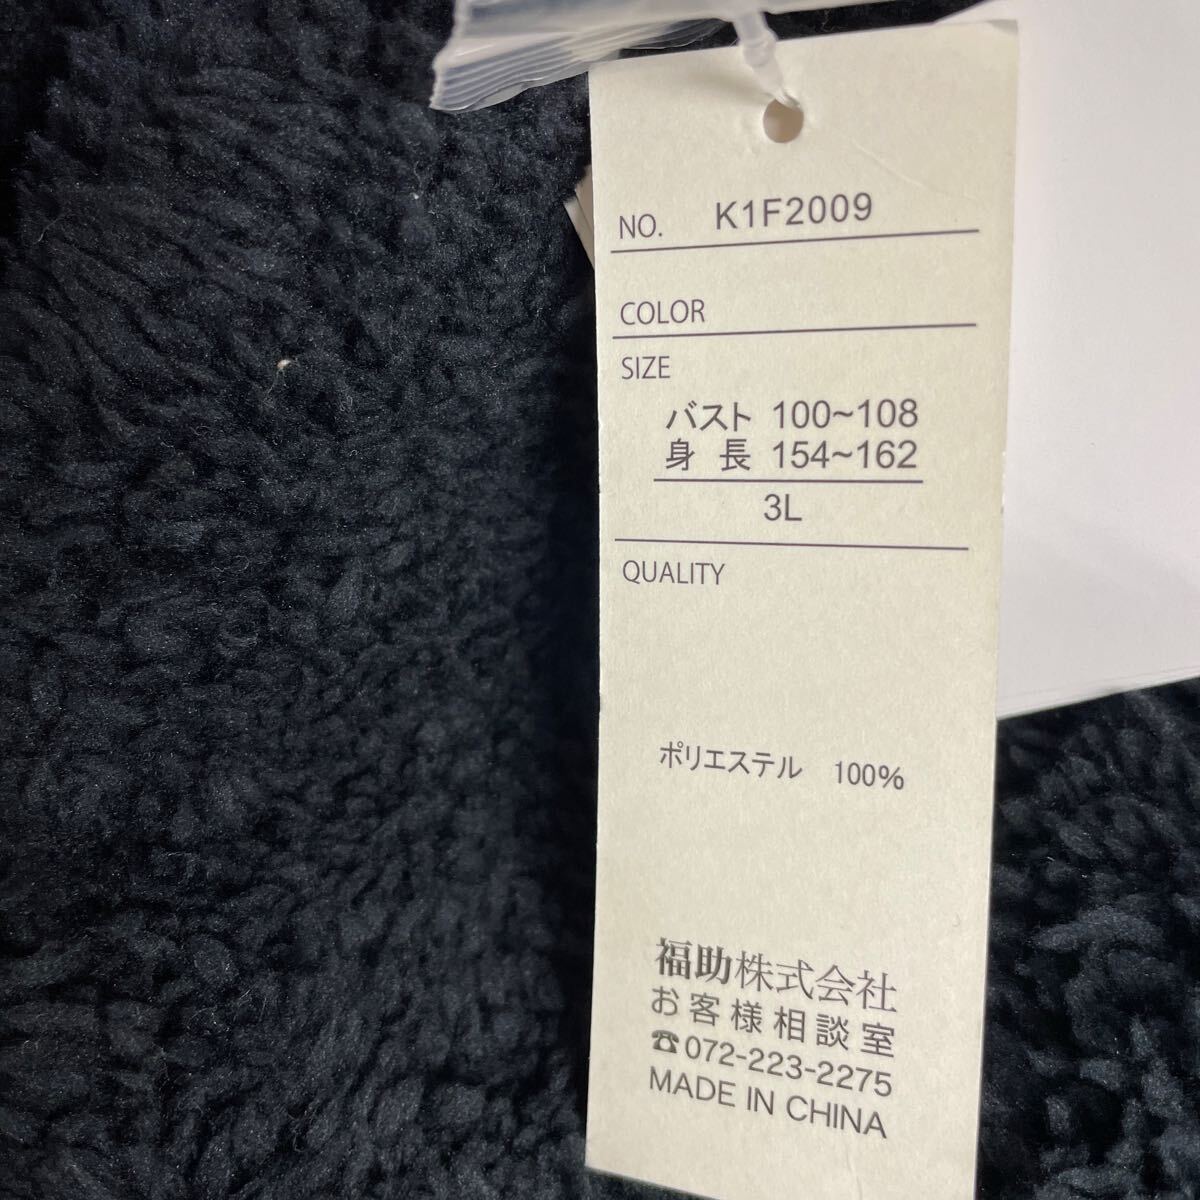 NO. K1F2009
COLOR
SIZE
バスト 100~108
身 長 154~162
3L
QUALITY
ポリエステル 100%
福助株式会社
お客様相談室
☎072-223-2275
MADE IN CHINA